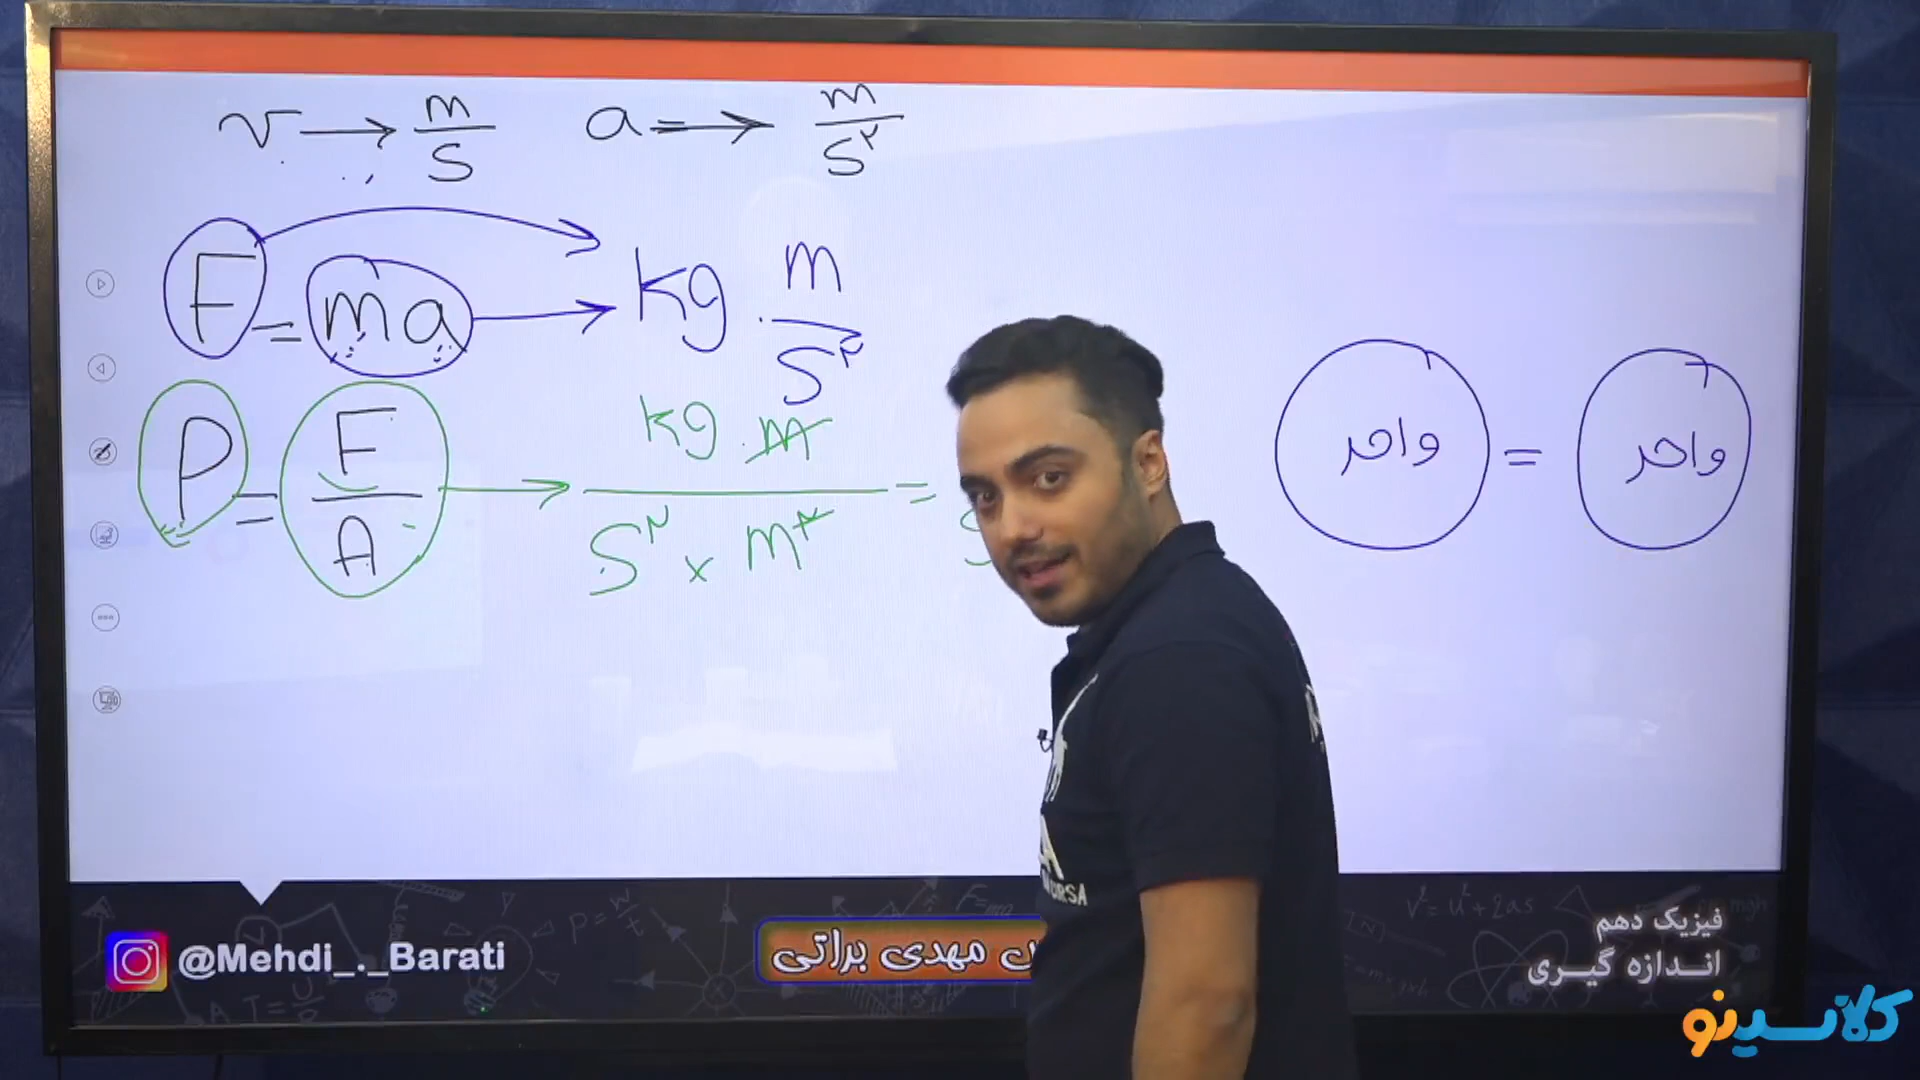 v → m/s a ⇒ m/s²
F = ma → kg . m/s²
P = F/A → kg . m / s² × m² =
واحد = واحد
@Mehdi_._Barati
مهدی براتی
فیزیک دهم
اندازه گیری
کلاسینو